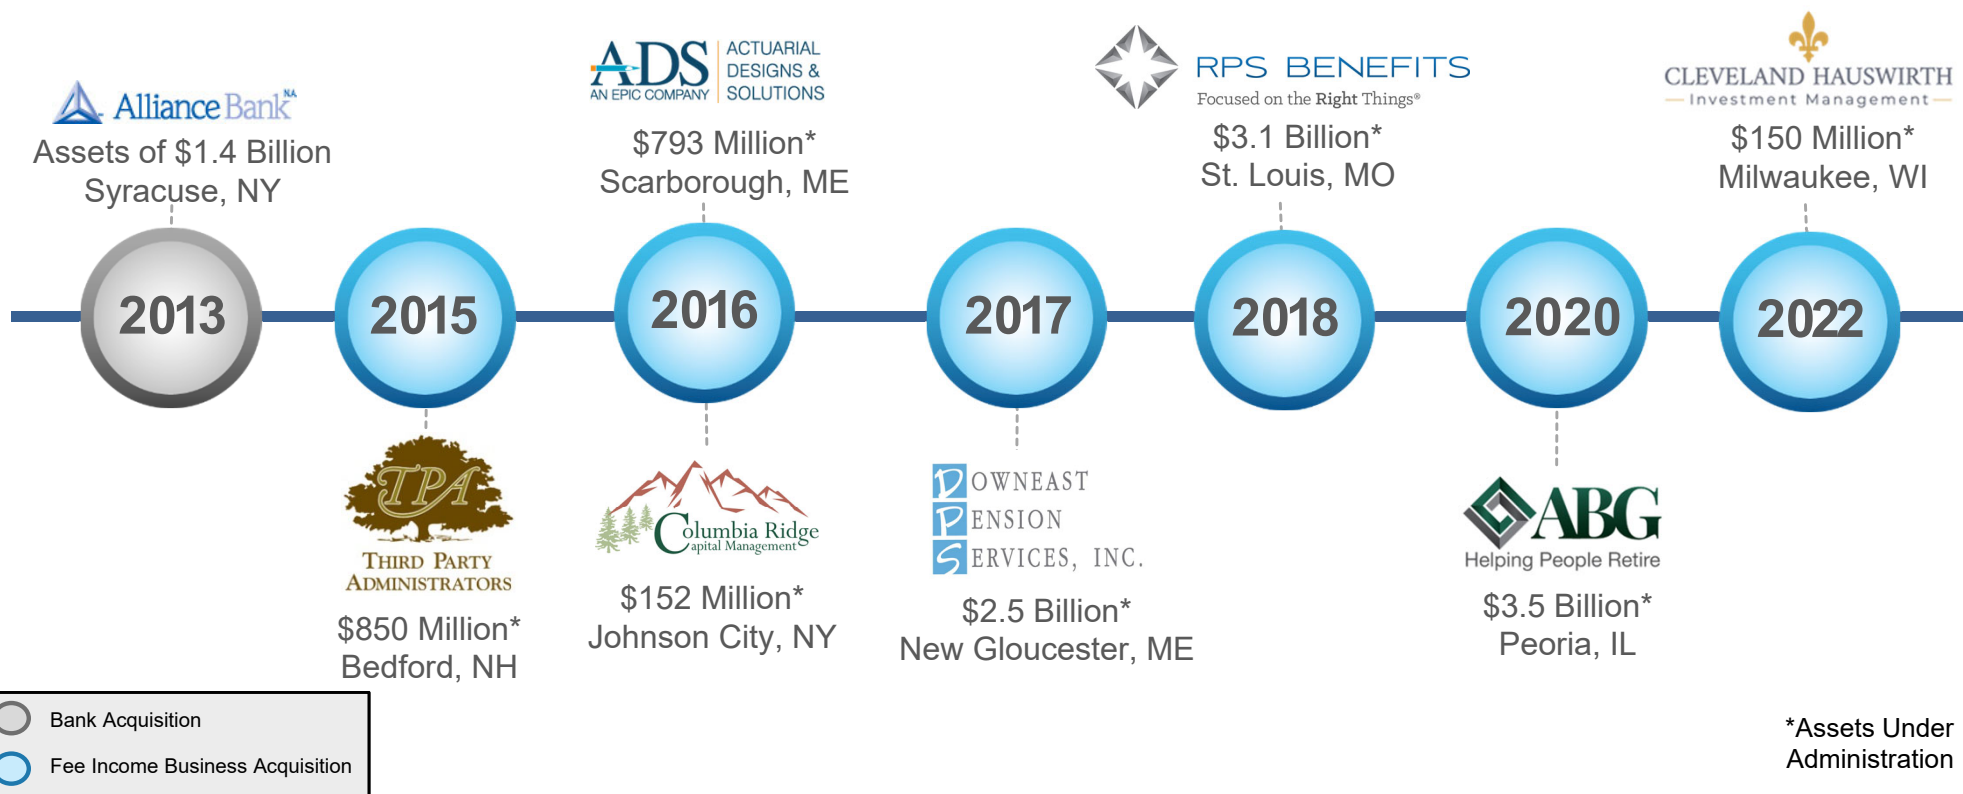 Alliance Bank NA
Assets of $1.4 Billion
Syracuse, NY
ADS
AN EPIC COMPANY
ACTUARIAL
DESIGNS &
SOLUTIONS
$793 Million*
Scarborough, ME
RPS BENEFITS
Focused on the Right Things®
$3.1 Billion*
St. Louis, MO
CLEVELAND HAUSWIRTH
Investment Management
$150 Million*
Milwaukee, WI
2013
2015
2016
2017
2018
2020
2022
TPA
THIRD PARTY
ADMINISTRATORS
$850 Million*
Bedford, NH
Columbia Ridge
Capital Management
$152 Million*
Johnson City, NY
DOWNEAST
PENSION
SERVICES, INC.
$2.5 Billion*
New Gloucester, ME
ABG
Helping People Retire
$3.5 Billion*
Peoria, IL
Bank Acquisition
Fee Income Business Acquisition
*Assets Under
Administration